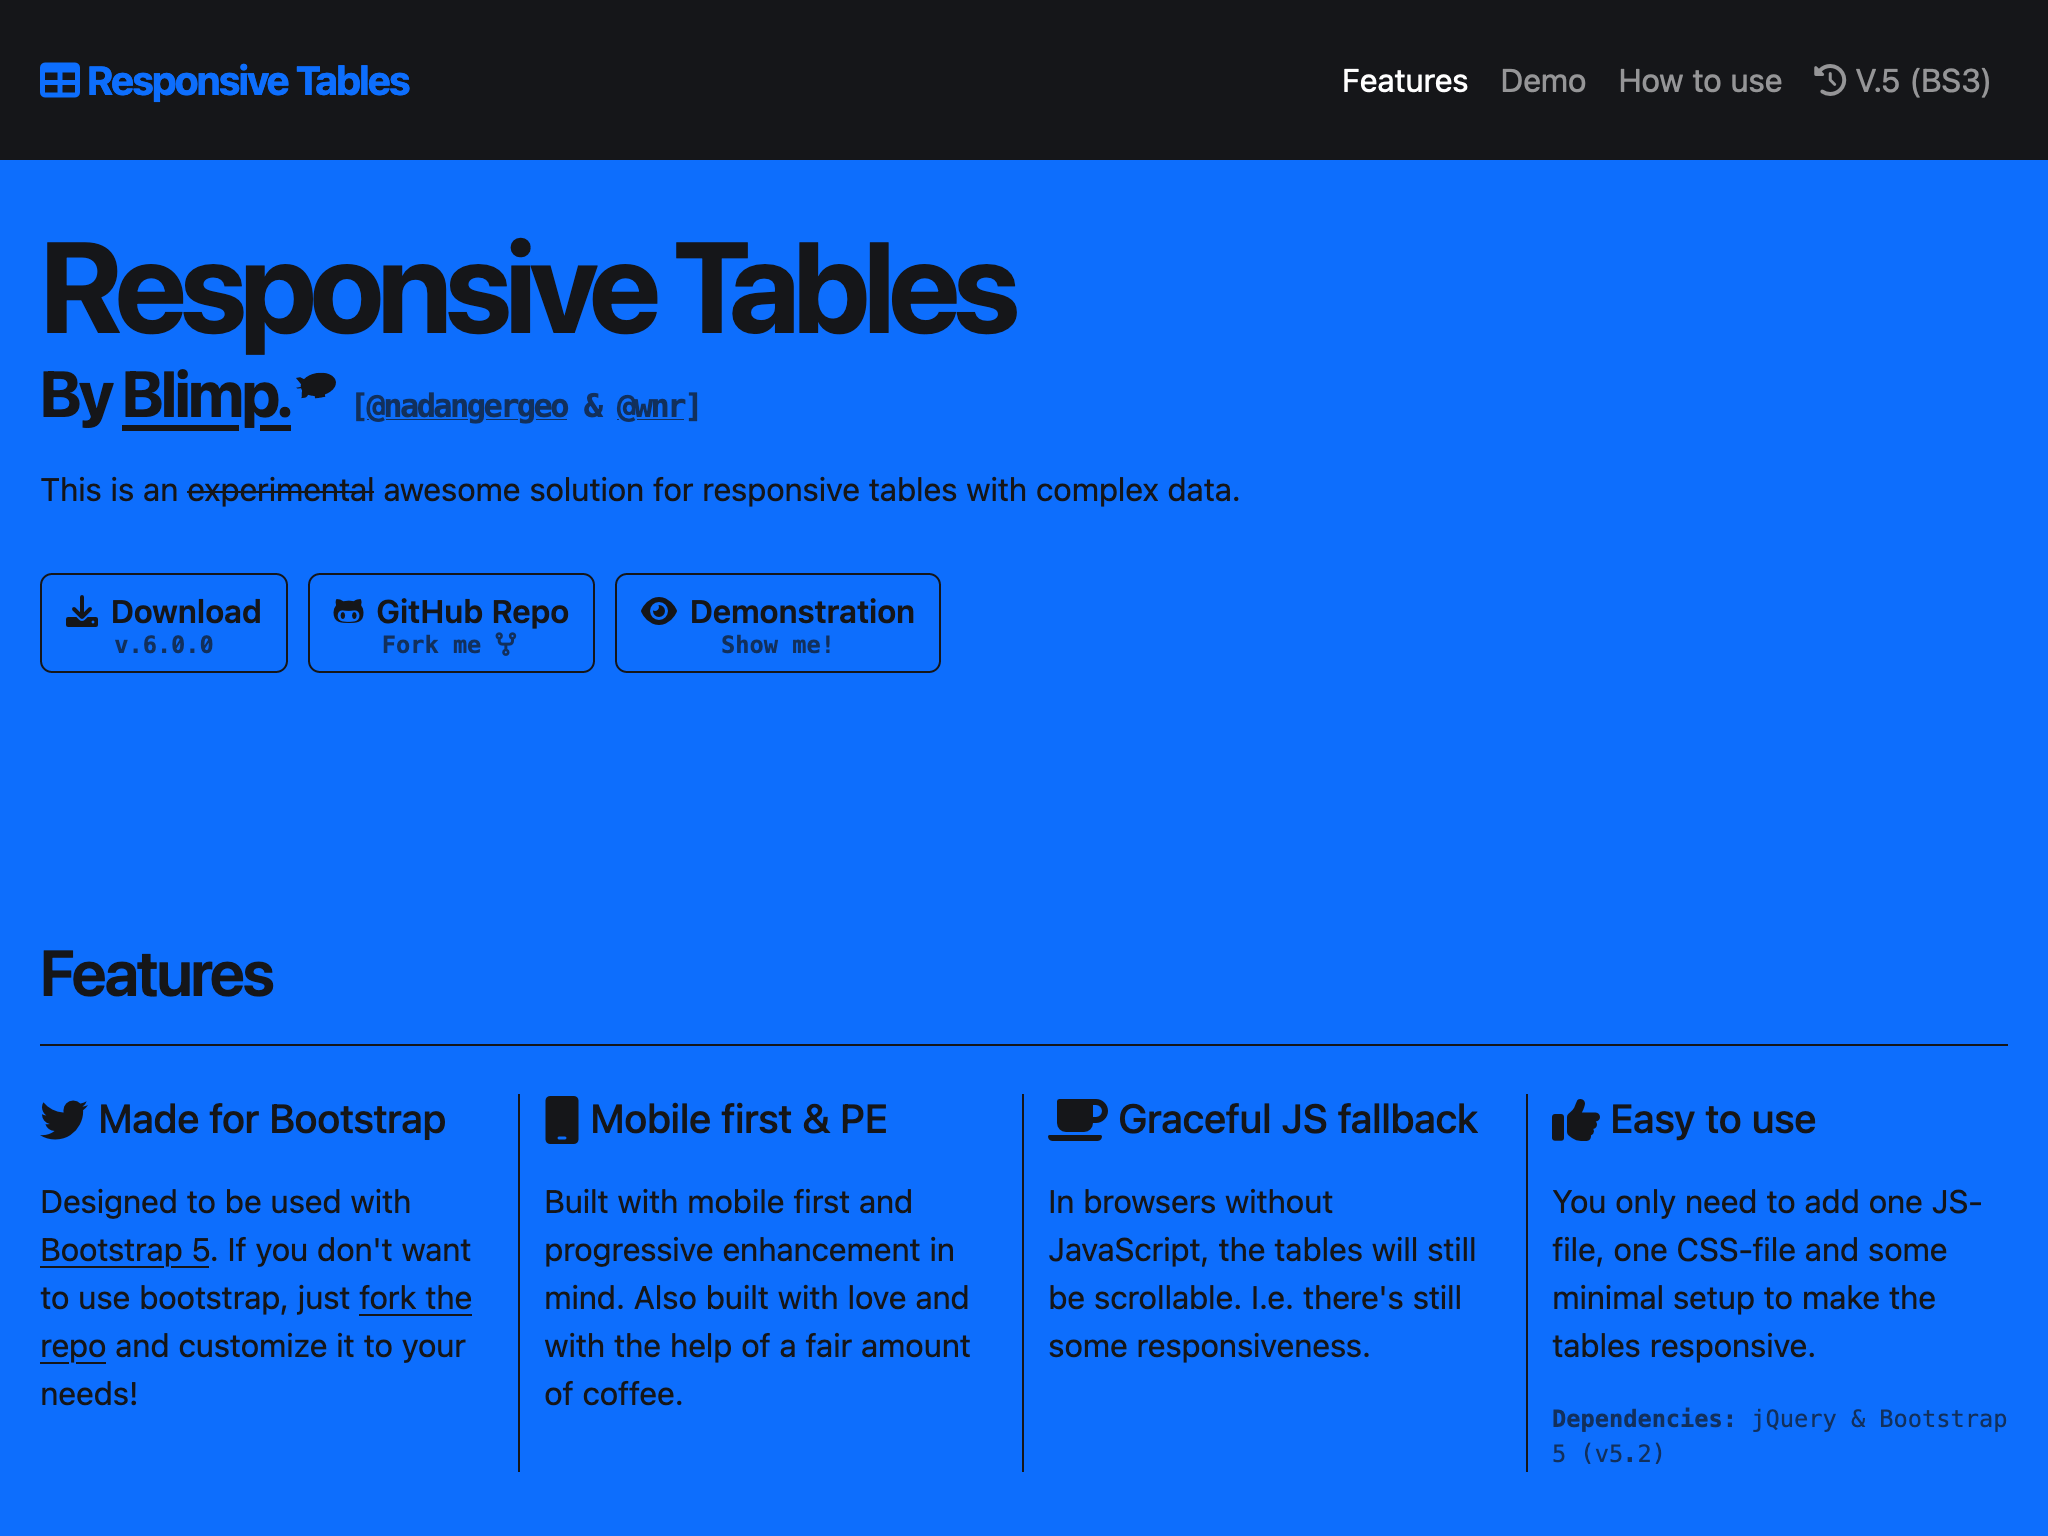 Responsive Tables
Features
Demo
How to use
V.5 (BS3)
Responsive Tables
By Blimp. [@nadangergeo & @wnr]
This is an experimental awesome solution for responsive tables with complex data.
Download
v.6.0.0
GitHub Repo
Fork me
Demonstration
Show me!
Features
Made for Bootstrap
Designed to be used with
Bootstrap 5. If you don't want
to use bootstrap, just fork the
repo and customize it to your
needs!
Mobile first & PE
Built with mobile first and
progressive enhancement in
mind. Also built with love and
with the help of a fair amount
of coffee.
Graceful JS fallback
In browsers without
JavaScript, the tables will still
be scrollable. I.e. there's still
some responsiveness.
Easy to use
You only need to add one JS-
file, one CSS-file and some
minimal setup to make the
tables responsive.
Dependencies: jQuery & Bootstrap
5 (v5.2)